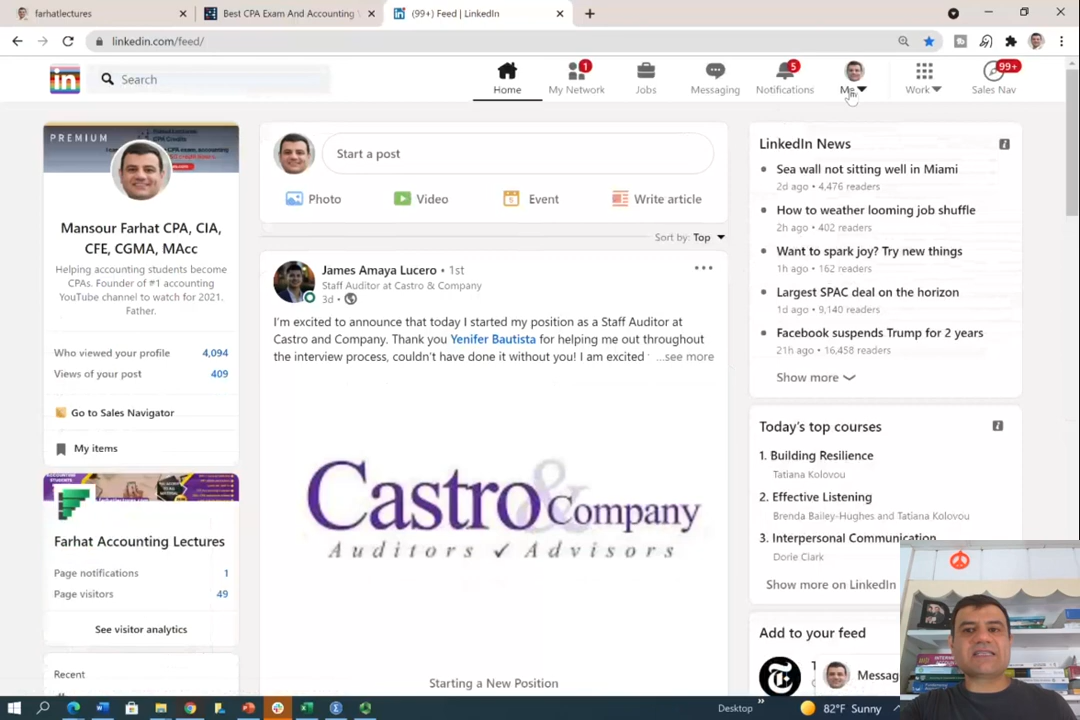 farhatlectures
Best CPA Exam And Accounting
(99+) Feed | LinkedIn
linkedin.com/feed/
in
Search
Home
1
My Network
Jobs
Messaging
5
Notifications
Me
Work
99+
Sales Nav
PREMIUM
Mansour Farhat CPA, CIA,
CFE, CGMA, MAcc
Helping accounting students become
CPAs. Founder of #1 accounting
YouTube channel to watch for 2021.
Father.
Who viewed your profile 4,094
Views of your post 409
Go to Sales Navigator
My items
Farhat Accounting Lectures
Page notifications 1
Page visitors 49
See visitor analytics
Recent
Start a post
Photo
Video
Event
Write article
Sort by: Top
James Amaya Lucero • 1st
Staff Auditor at Castro & Company
3d •
I'm excited to announce that today I started my position as a Staff Auditor at
Castro and Company. Thank you Yenifer Bautista for helping me out throughout
the interview process, couldn't have done it without you! I am excited ...see more
Castro & Company
Auditors ✓ Advisors
Starting a New Position
LinkedIn News
Sea wall not sitting well in Miami
2d ago • 4,476 readers
How to weather looming job shuffle
2h ago • 402 readers
Want to spark joy? Try new things
1h ago • 162 readers
Largest SPAC deal on the horizon
1d ago • 9,140 readers
Facebook suspends Trump for 2 years
21h ago • 16,458 readers
Show more
Today's top courses
1. Building Resilience
Tatiana Kolovou
2. Effective Listening
Brenda Bailey-Hughes and Tatiana Kolovou
3. Interpersonal Communication
Dorie Clark
Show more on LinkedIn
Add to your feed
Messag
Desktop
82°F Sunny